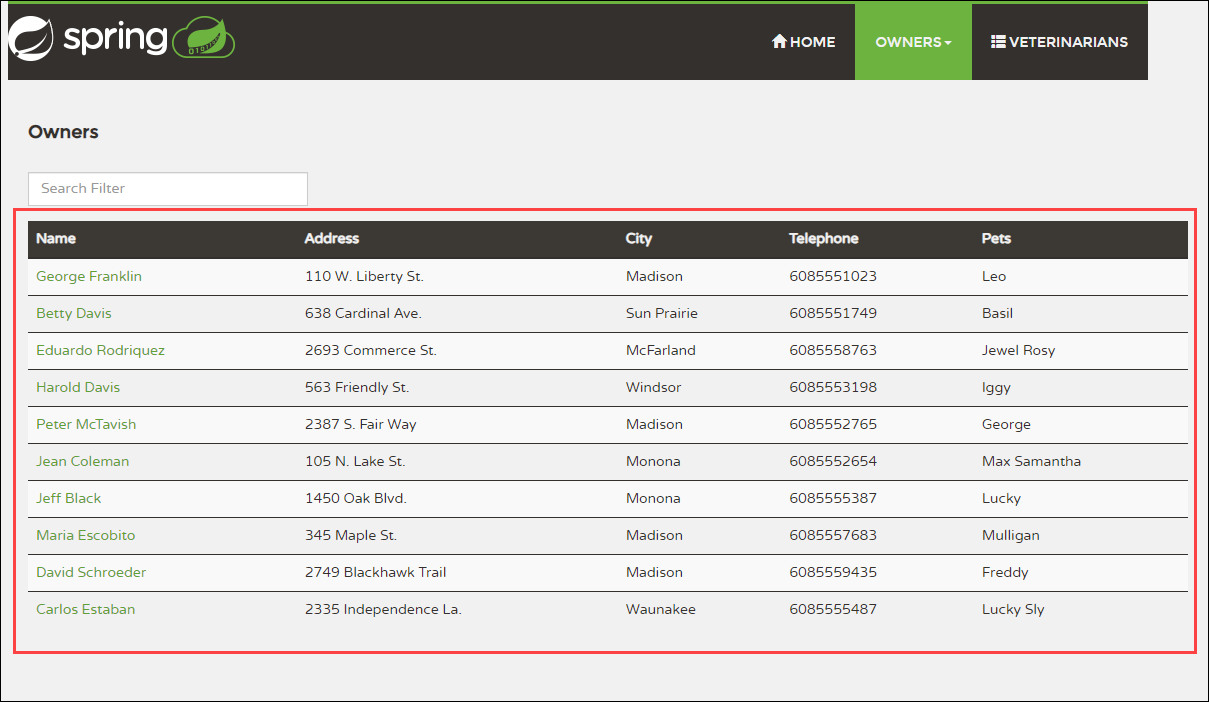 spring
HOME OWNERS VETERINARIANS
Owners
Search Filter
Name Address City Telephone Pets
George Franklin 110 W. Liberty St. Madison 6085551023 Leo
Betty Davis 638 Cardinal Ave. Sun Prairie 6085551749 Basil
Eduardo Rodriquez 2693 Commerce St. McFarland 6085558763 Jewel Rosy
Harold Davis 563 Friendly St. Windsor 6085553198 Iggy
Peter McTavish 2387 S. Fair Way Madison 6085552765 George
Jean Coleman 105 N. Lake St. Monona 6085552654 Max Samantha
Jeff Black 1450 Oak Blvd. Monona 6085555387 Lucky
Maria Escobito 345 Maple St. Madison 6085557683 Mulligan
David Schroeder 2749 Blackhawk Trail Madison 6085559435 Freddy
Carlos Estaban 2335 Independence La. Waunakee 6085555487 Lucky Sly